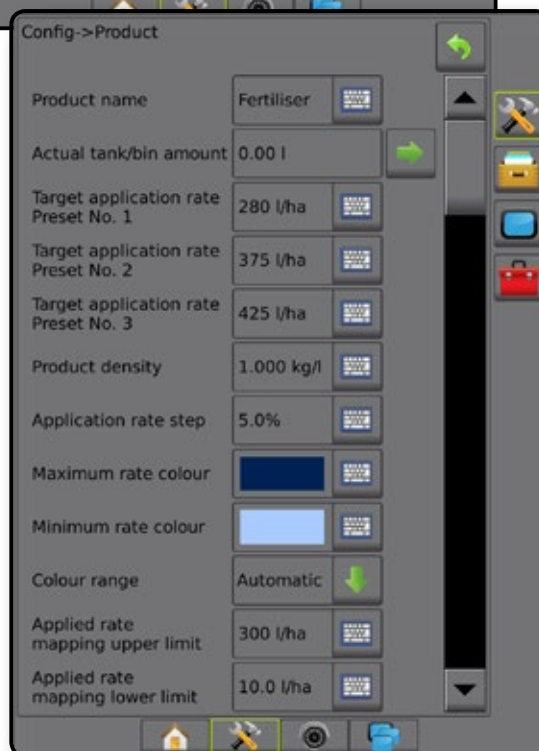 Config->Product
Product name Fertiliser
Actual tank/bin amount 0.00 l
Target application rate
Preset No. 1
280 l/ha
Target application rate
Preset No. 2
375 l/ha
Target application rate
Preset No. 3
425 l/ha
Product density 1.000 kg/l
Application rate step 5.0%
Maximum rate colour
Minimum rate colour
Colour range Automatic
Applied rate
mapping upper limit
300 l/ha
Applied rate
mapping lower limit
10.0 l/ha